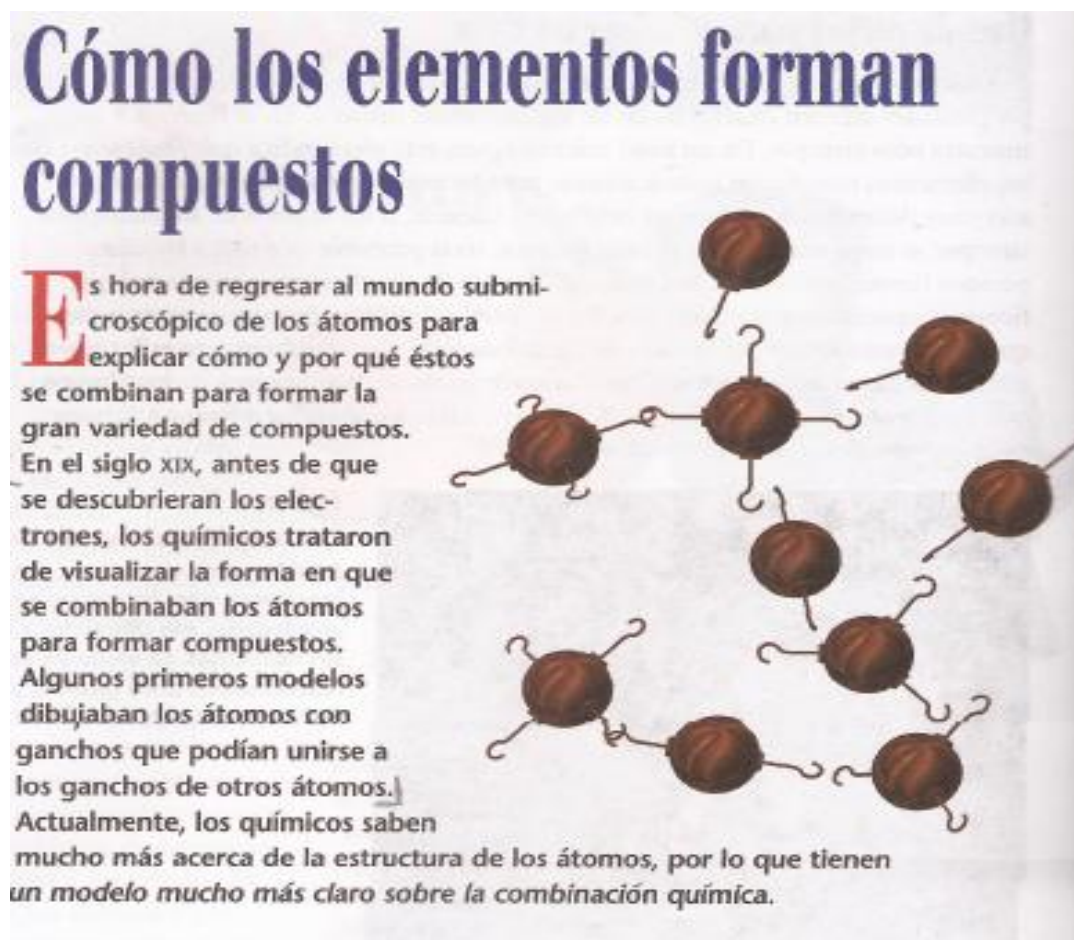 Cómo los elementos forman
compuestos
Es hora de regresar al mundo submi-
croscópico de los átomos para
explicar cómo y por qué éstos
se combinan para formar la
gran variedad de compuestos.
En el siglo XIX, antes de que
se descubrieran los elec-
trones, los químicos trataron
de visualizar la forma en que
se combinaban los átomos
para formar compuestos.
Algunos primeros modelos
dibujaban los átomos con
ganchos que podían unirse a
los ganchos de otros átomos.
Actualmente, los químicos saben
mucho más acerca de la estructura de los átomos, por lo que tienen
un modelo mucho más claro sobre la combinación química.